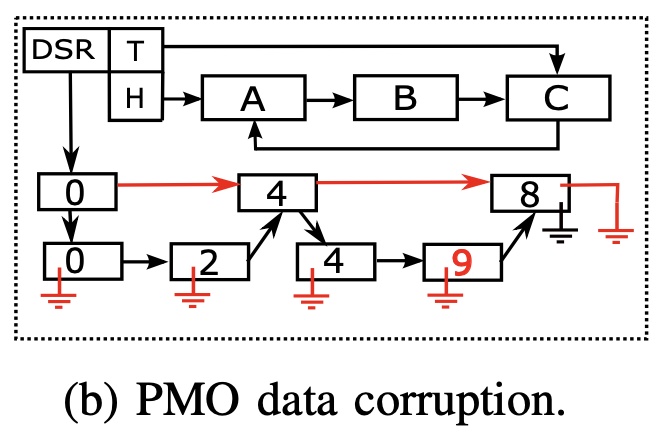 DSR T
H A B C
0 4 8
0 2 4 9
(b) PMO data corruption.